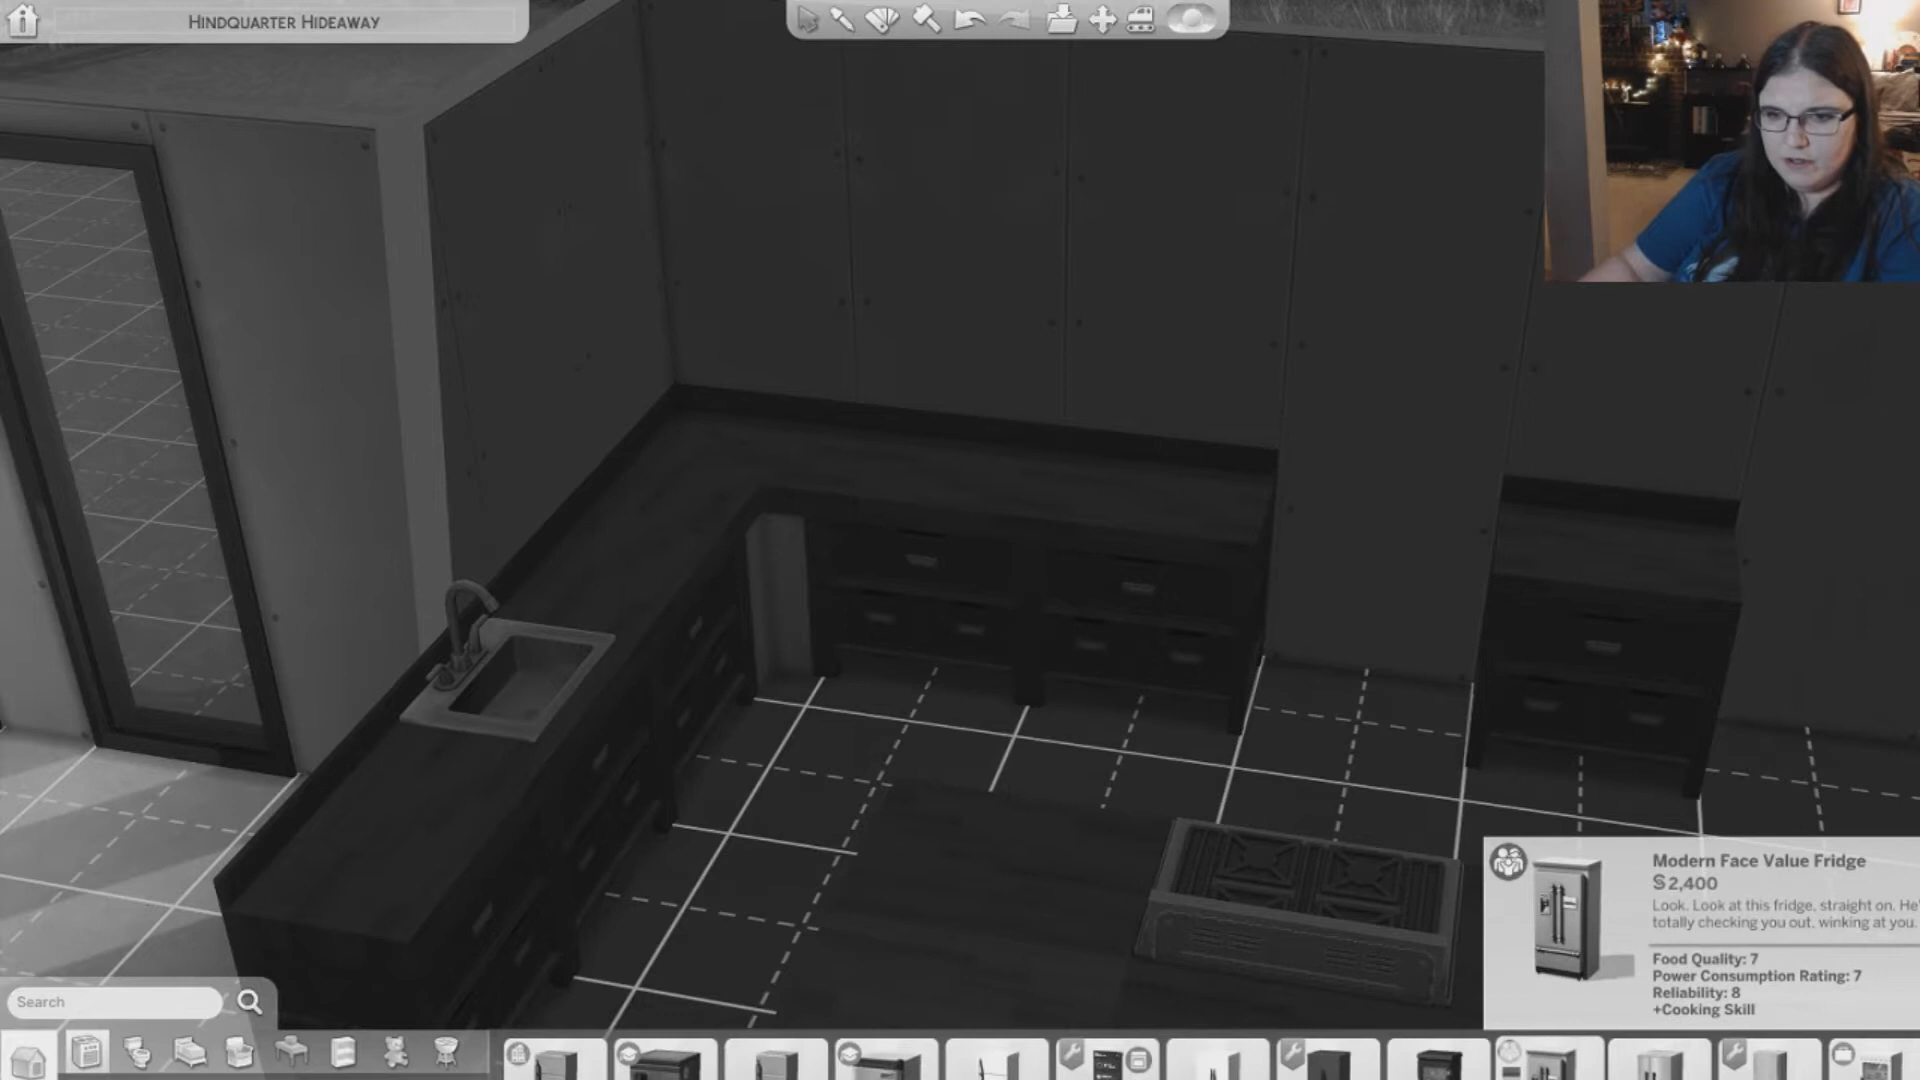 HINDQUARTER HIDEAWAY
Modern Face Value Fridge
§2,400
Look. Look at this fridge, straight on. He'
totally checking you out, winking at you.
Food Quality: 7
Power Consumption Rating: 7
Reliability: 8
+Cooking Skill
Search